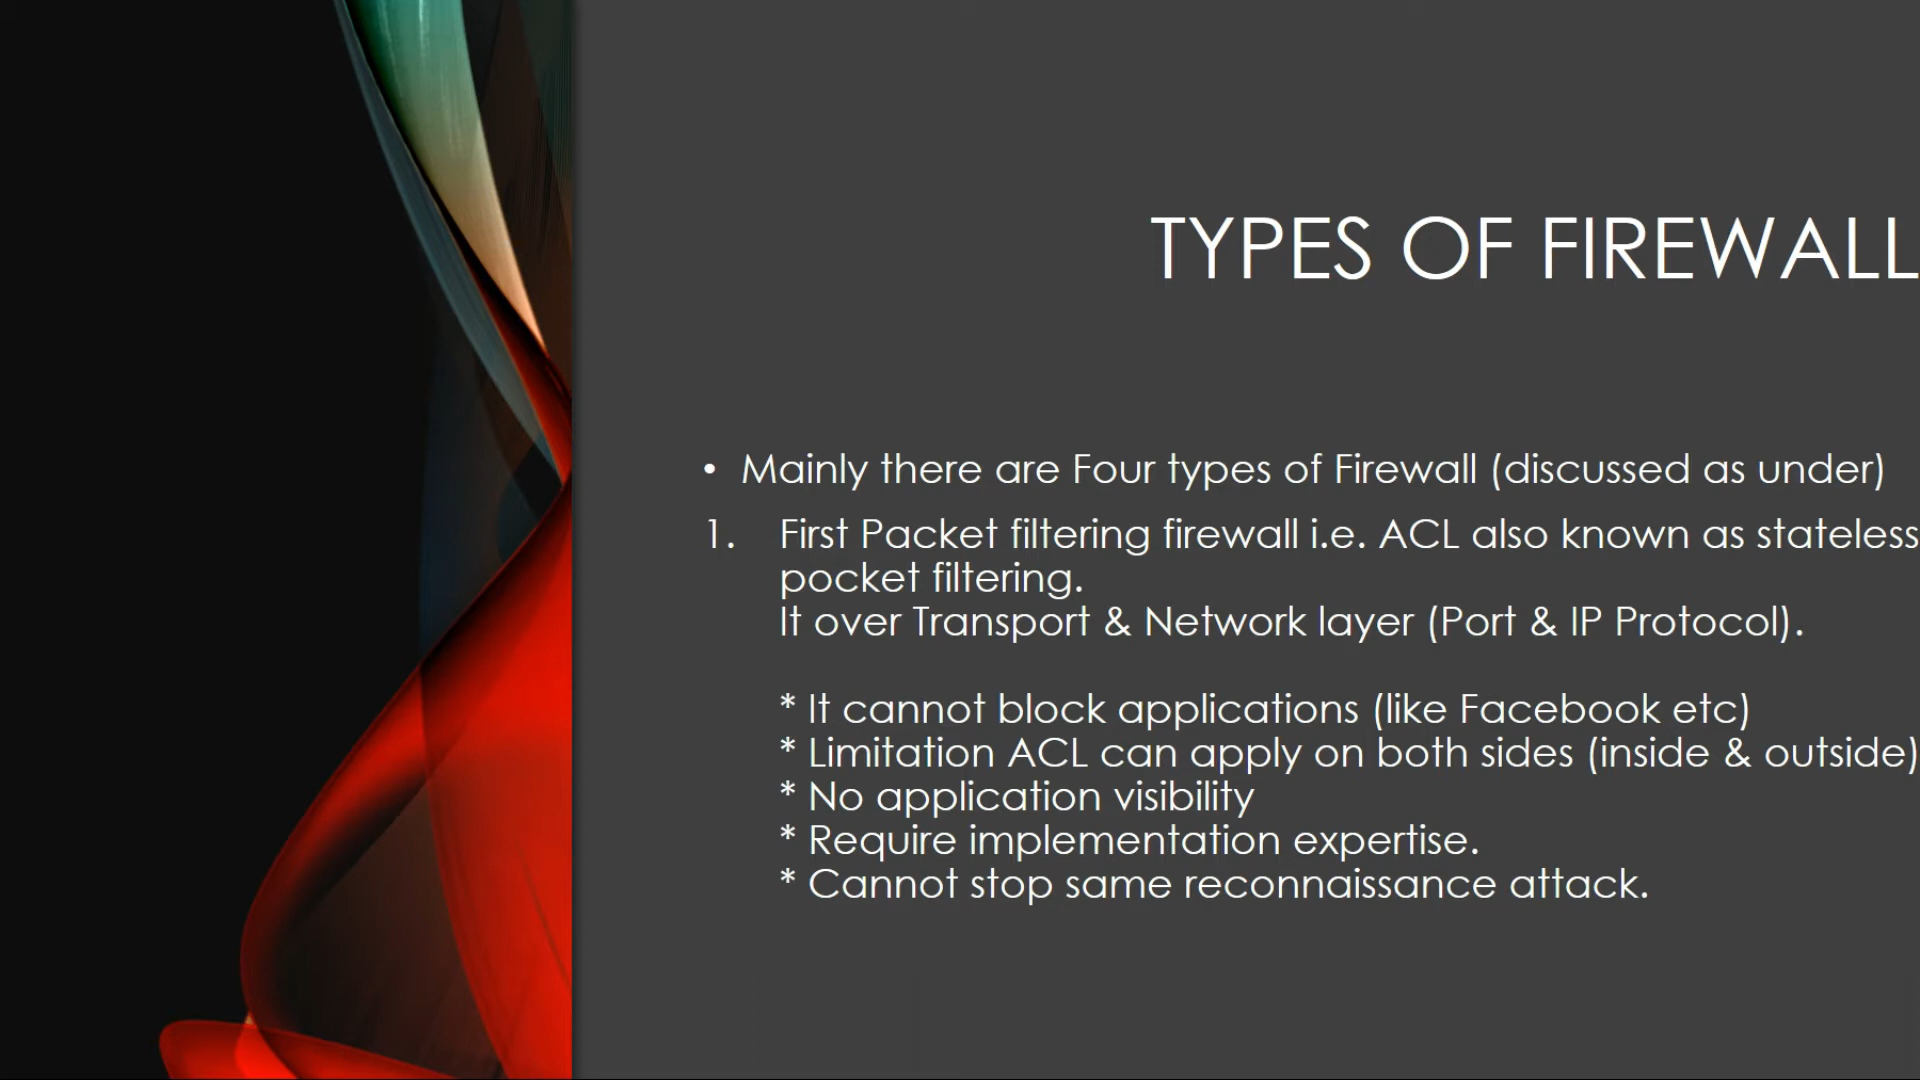 TYPES OF FIREWALL
• Mainly there are Four types of Firewall (discussed as under)
1. First Packet filtering firewall i.e. ACL also known as stateless
pocket filtering.
It over Transport & Network layer (Port & IP Protocol).
* It cannot block applications (like Facebook etc)
* Limitation ACL can apply on both sides (inside & outside)
* No application visibility
* Require implementation expertise.
* Cannot stop same reconnaissance attack.